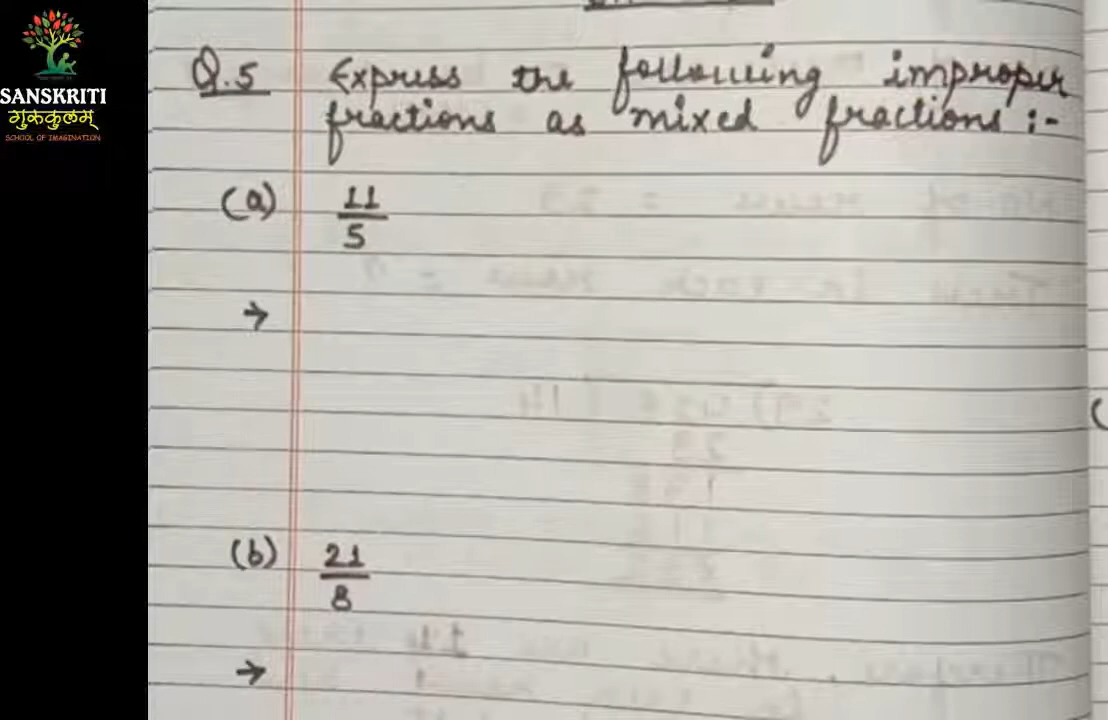 SANSKRITI
गुरुकुलम्
SCHOOL OF IMAGINATION
Q.5 Express the following improper
fractions as mixed fractions :-
(a) 11/5
→
(b) 21/8
→